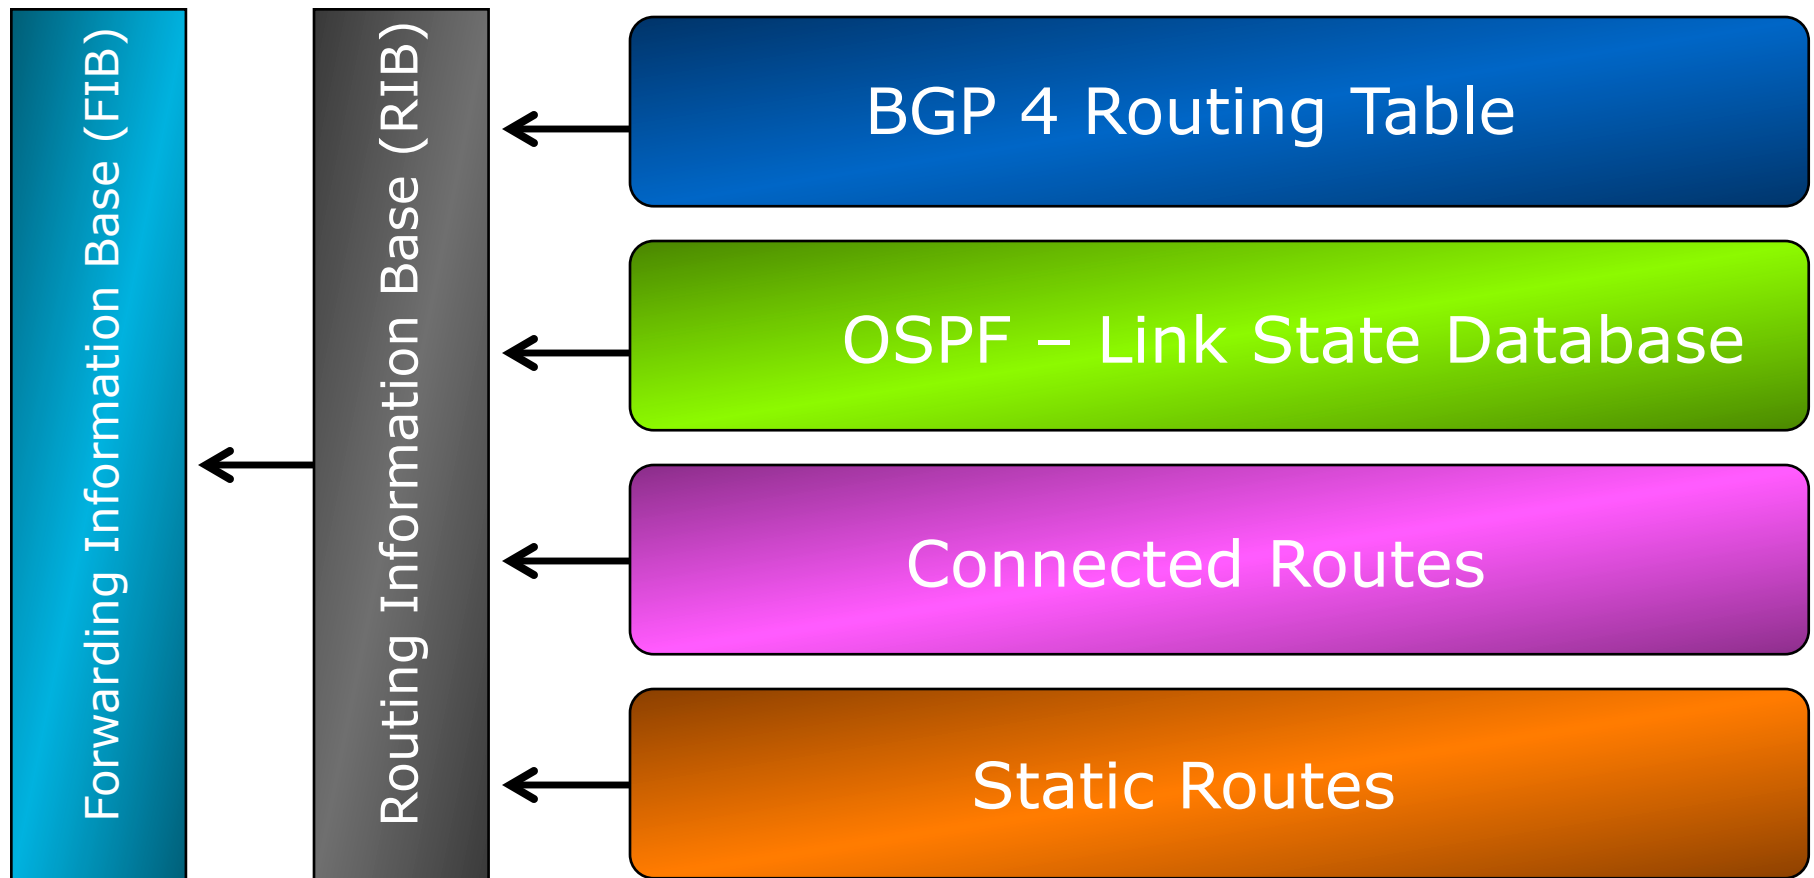 Forwarding Information Base (FIB)
Routing Information Base (RIB)
BGP 4 Routing Table
OSPF – Link State Database
Connected Routes
Static Routes